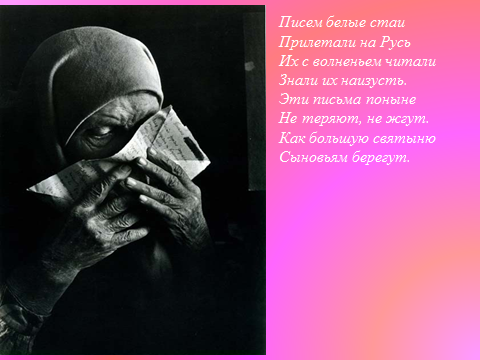 Писем белые стаи
Прилетали на Русь
Их с волненьем читали
Знали их наизусть.
Эти письма поныне
Не теряют, не жгут.
Как большую святыню
Сыновьям берегут.